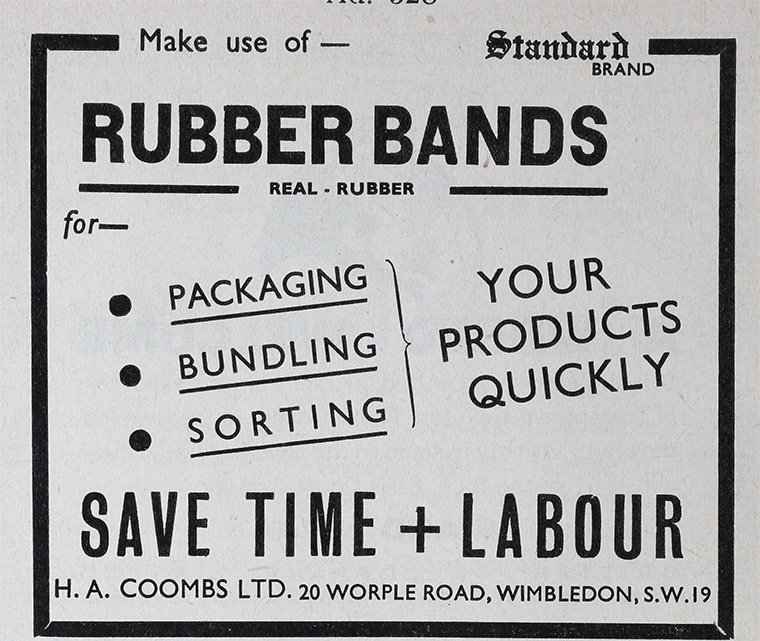 Make use of — Standard
BRAND
RUBBER BANDS
REAL - RUBBER
for—
• PACKAGING
• BUNDLING
• SORTING
YOUR
PRODUCTS
QUICKLY
SAVE TIME + LABOUR
H. A. COOMBS LTD. 20 WORPLE ROAD, WIMBLEDON, S.W.19